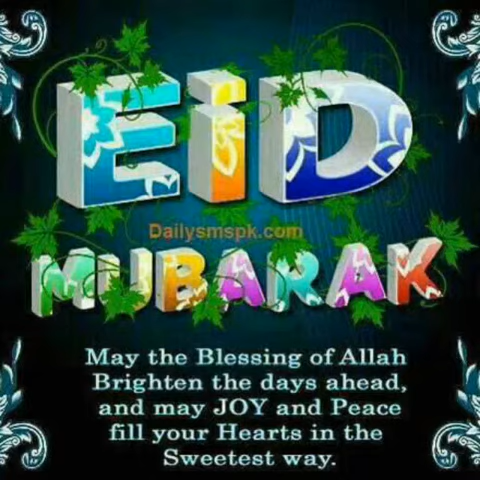 EiD
Dailysmspk.com
MUBARAK
May the Blessing of Allah
Brighten the days ahead,
and may JOY and Peace
fill your Hearts in the
Sweetest way.